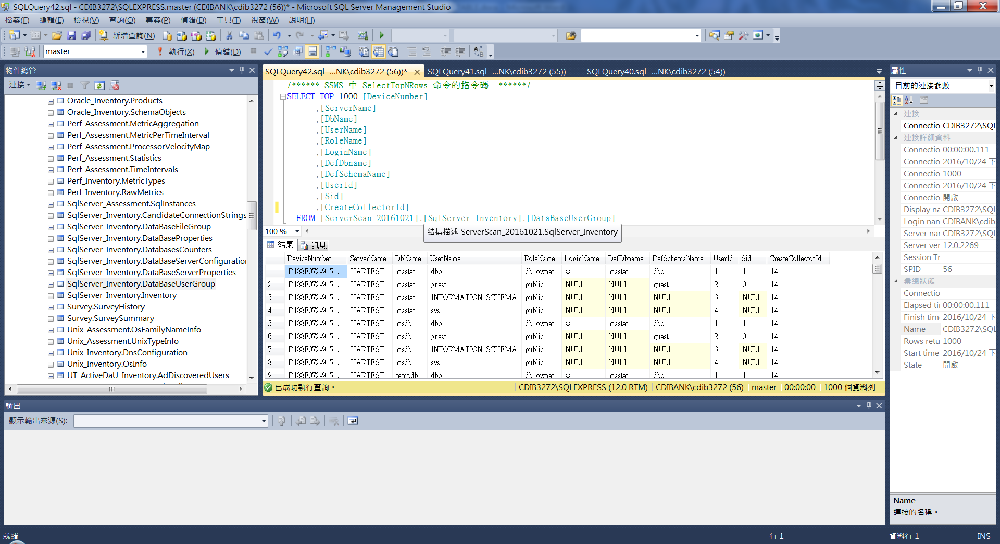 SQLQuery42.sql - CDIB3272\SQLEXPRESS.master (CDIBANK\cdib3272 (56))* - Microsoft SQL Server Management Studio
檔案(F) 編輯(E) 檢視(V) 查詢(Q) 專案(P) 偵錯(D) 工具(T) 視窗(W) 說明(H)
新增查詢(N)
master 執行(X) 偵錯(D)
物件總管
連接
Oracle_Inventory.Products
Oracle_Inventory.SchemaObjects
Perf_Assessment.MetricAggregation
Perf_Assessment.MetricPerTimeInterval
Perf_Assessment.ProcessorVelocityMap
Perf_Assessment.Statistics
Perf_Assessment.TimeIntervals
Perf_Inventory.MetricTypes
Perf_Inventory.RawMetrics
SqlServer_Assessment.SqlInstances
SqlServer_Inventory.CandidateConnectionStrings
SqlServer_Inventory.DataBaseFileGroup
SqlServer_Inventory.DataBaseProperties
SqlServer_Inventory.DatabasesCounters
SqlServer_Inventory.DataBaseServerConfiguration
SqlServer_Inventory.DataBaseServerProperties
SqlServer_Inventory.DataBaseUserGroup
SqlServer_Inventory.Inventory
Survey.SurveyHistory
Survey.SurveySummary
Unix_Assessment.OsFamilyNameInfo
Unix_Assessment.UnixTypeInfo
Unix_Inventory.DnsConfiguration
Unix_Inventory.OsInfo
UT_ActiveDaU_Inventory.AdDiscoveredUsers
SQLQuery42.sql -...NK\cdib3272 (56))* SQLQuery41.sql -...NK\cdib3272 (55)) SQLQuery40.sql -...NK\cdib3272 (54))
/****** SSMS 中 SelectTopNRows 命令的指令碼 ******/
SELECT TOP 1000 [DeviceNumber]
,[ServerName]
,[DbName]
,[UserName]
,[RoleName]
,[LoginName]
,[DefDbname]
,[DefSchemaName]
,[UserId]
,[Sid]
,[CreateCollectorId]
FROM [ServerScan_20161021].[SqlServer_Inventory].[DataBaseUserGroup]
100 %
結構描述 ServerScan_20161021.SqlServer_Inventory
結果 訊息
DeviceNumber ServerName DbName UserName RoleName LoginName DefDbname DefSchemaName UserId Sid CreateCollectorId
1 D188F072-915... HARTEST master dbo db_owner sa master dbo 1 1 14
2 D188F072-915... HARTEST master guest public NULL NULL guest 2 0 14
3 D188F072-915... HARTEST master INFORMATION_SCHEMA public NULL NULL NULL 3 NULL 14
4 D188F072-915... HARTEST master sys public NULL NULL NULL 4 NULL 14
5 D188F072-915... HARTEST msdb dbo db_owner sa master dbo 1 1 14
6 D188F072-915... HARTEST msdb guest public NULL NULL guest 2 0 14
7 D188F072-915... HARTEST msdb INFORMATION_SCHEMA public NULL NULL NULL 3 NULL 14
8 D188F072-915... HARTEST msdb sys public NULL NULL NULL 4 NULL 14
9 D188F072-915... HARTEST tempdb dbo db_owner sa master dbo 1 1 14
已成功執行查詢。 CDIB3272\SQLEXPRESS (12.0 RTM) CDIBANK\cdib3272 (56) master 00:00:00 1000 個資料列
屬性
目前的連接參數
連接
Connectio CDIB3272\SQL
連接詳細資料
Connectio 00:00:00.111
Connectio 2016/10/24 下
Connectio 1000
Connectio 2016/10/24 下
Connectio 開啟
Display na CDIB3272\SQL
Login nam CDIBANK\cdib
Server nar CDIB3272\SQL
Server ver 12.0.2269
Session Tr
SPID 56
彙總狀態
Connectio
Elapsed tir 00:00:00.111
Finish time 2016/10/24 下
Name CDIB3272\SQL
Rows retu 1000
Start time 2016/10/24 下
State 開啟
Name
連接的名稱。
輸出
顯示輸出來源(S):
就緒 行 1 資料行 1 INS